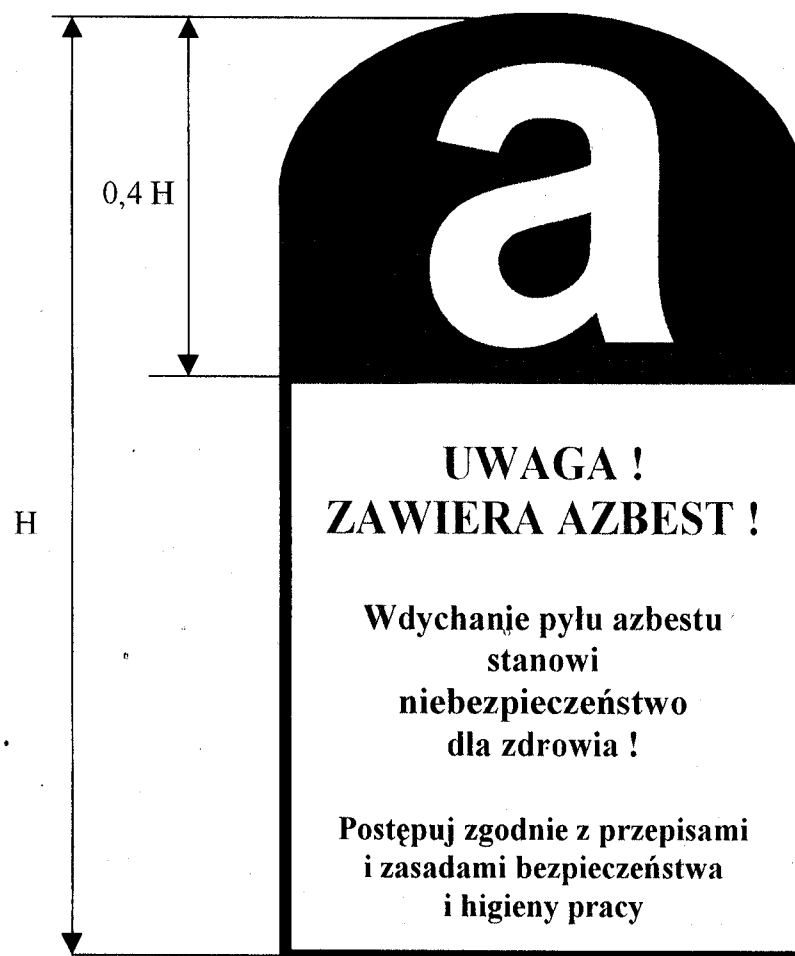 a
0,4 H
H
UWAGA !
ZAWIERA AZBEST !
Wdychanie pyłu azbestu
stanowi
niebezpieczeństwo
dla zdrowia !
Postępuj zgodnie z przepisami
i zasadami bezpieczeństwa
i higieny pracy